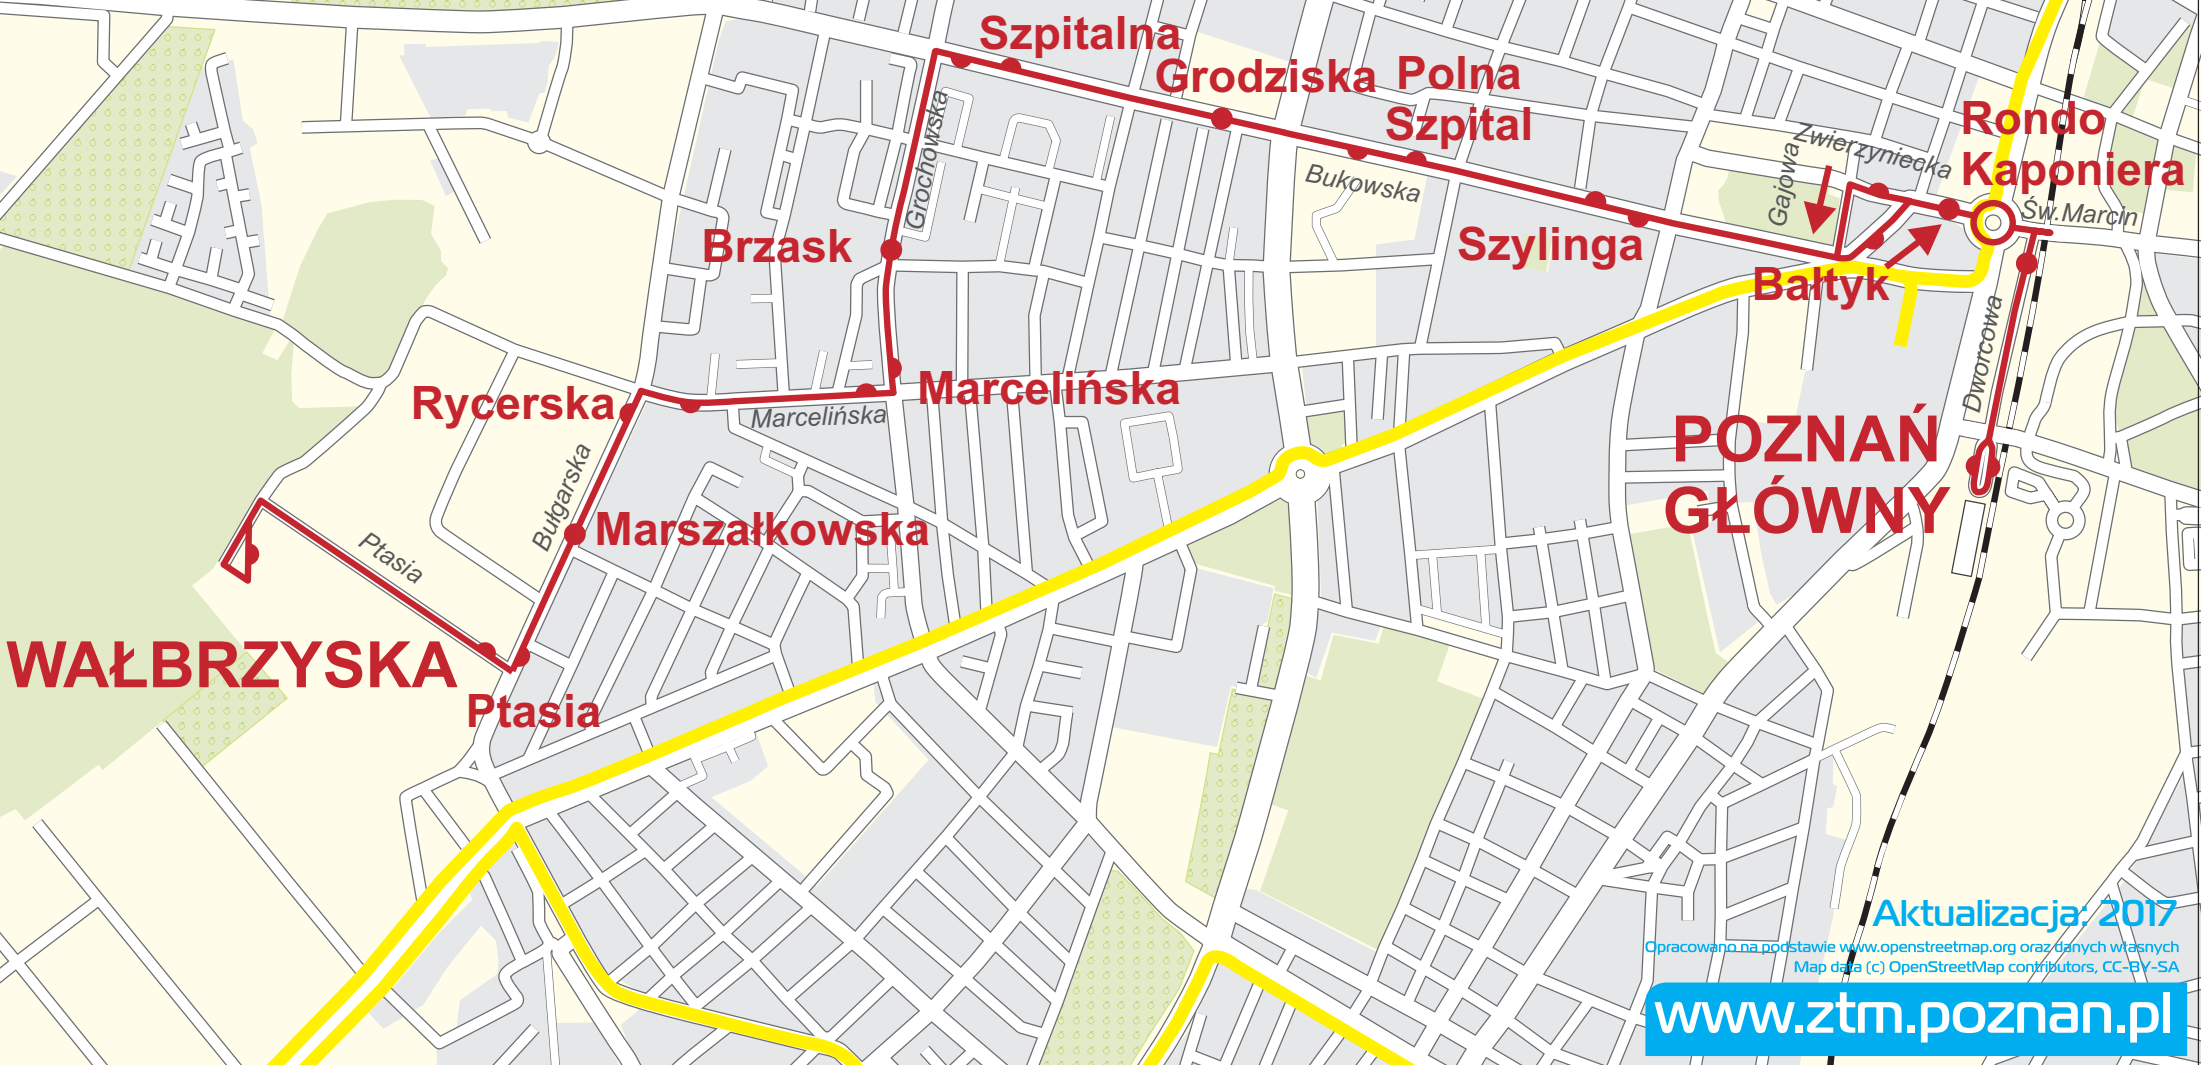 Szpitalna
Grodziska
Polna
Szpital
Rondo
Kaponiera
Zwierzyniecka
Gajowa
Św.Marcin
Bukowska
Grochowska
Brzask
Szylinga
Bałtyk
Dworcowa
Rycerska
Marcelińska
Marcelińska
POZNAŃ
GŁÓWNY
Bułgarska
Marszałkowska
Ptasia
WAŁBRZYSKA
Ptasia
Aktualizacja: 2017
Opracowano na podstawie www.openstreetmap.org oraz danych własnych
Map data (c) OpenStreetMap contributors, CC-BY-SA
www.ztm.poznan.pl